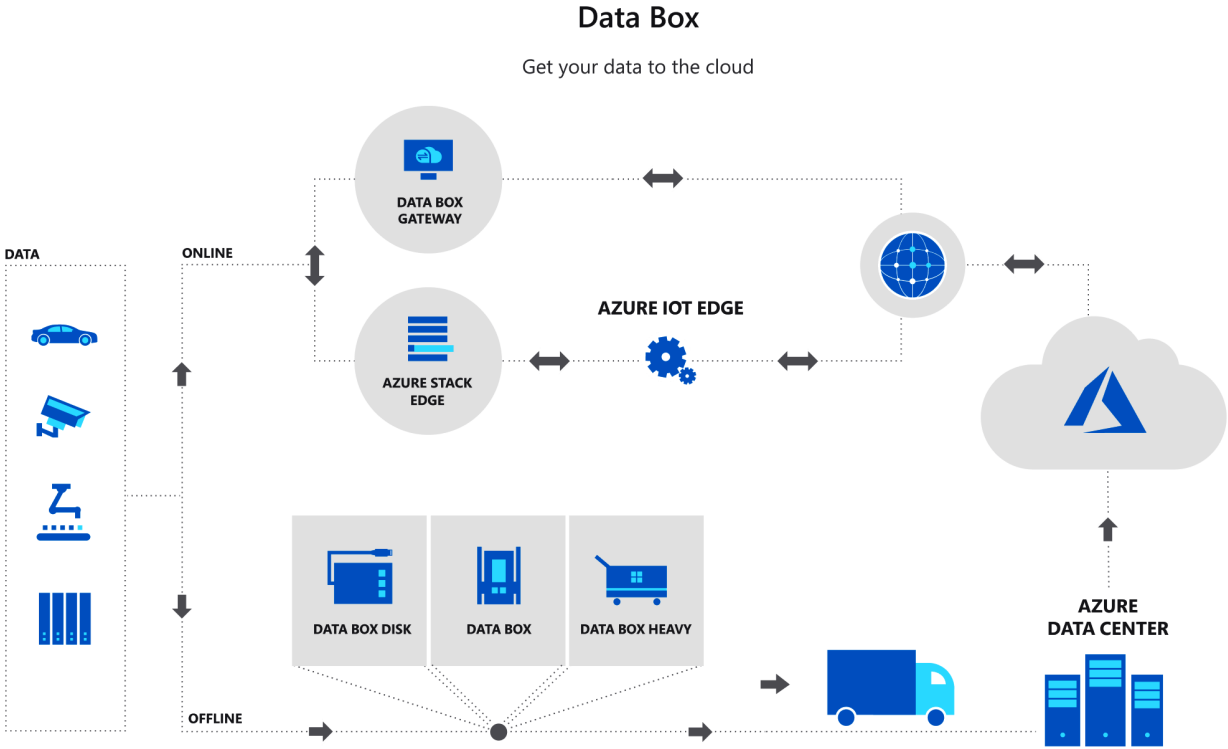 Data Box
Get your data to the cloud
DATA BOX
GATEWAY
DATA
ONLINE
AZURE IOT EDGE
AZURE STACK
EDGE
DATA BOX DISK
DATA BOX
DATA BOX HEAVY
AZURE
DATA CENTER
OFFLINE